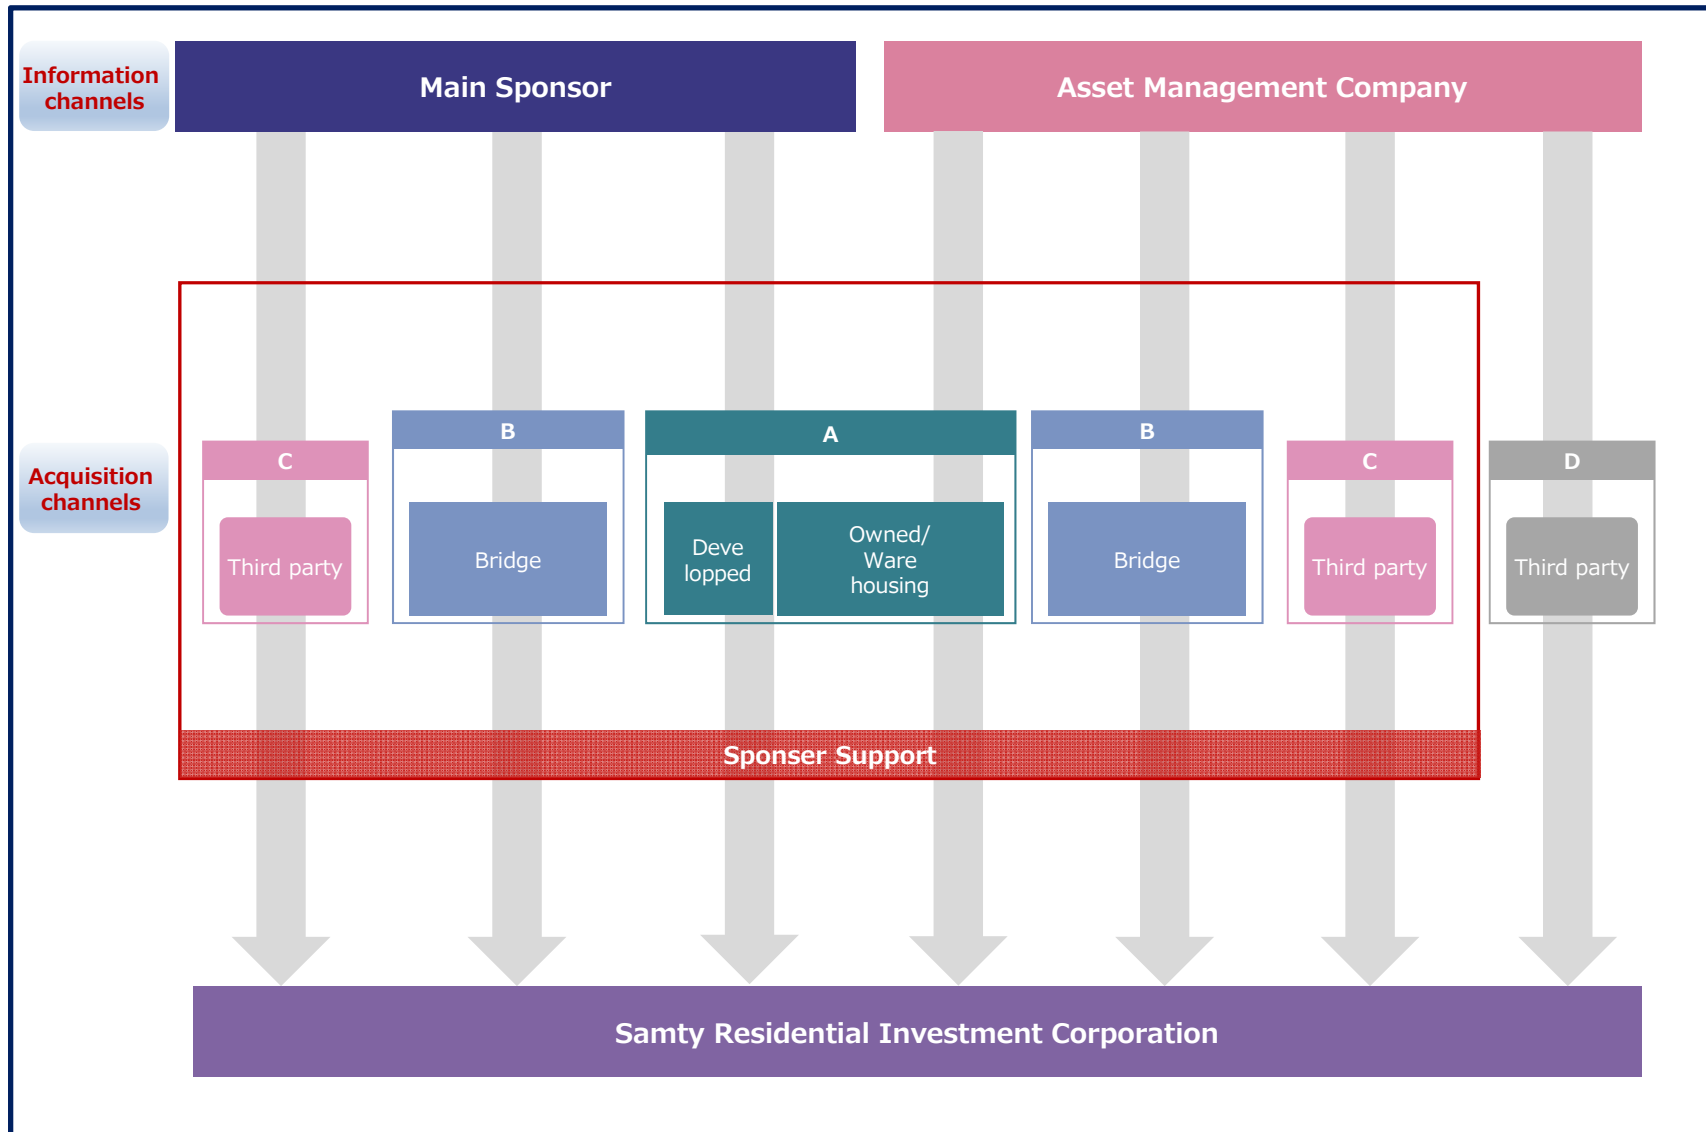 Information
channels
Main Sponsor
Asset Management Company
Acquisition
channels
C
Third party
B
Bridge
A
Deve
lopped
Owned/
Ware
housing
B
Bridge
C
Third party
D
Third party
Sponser Support
Samty Residential Investment Corporation